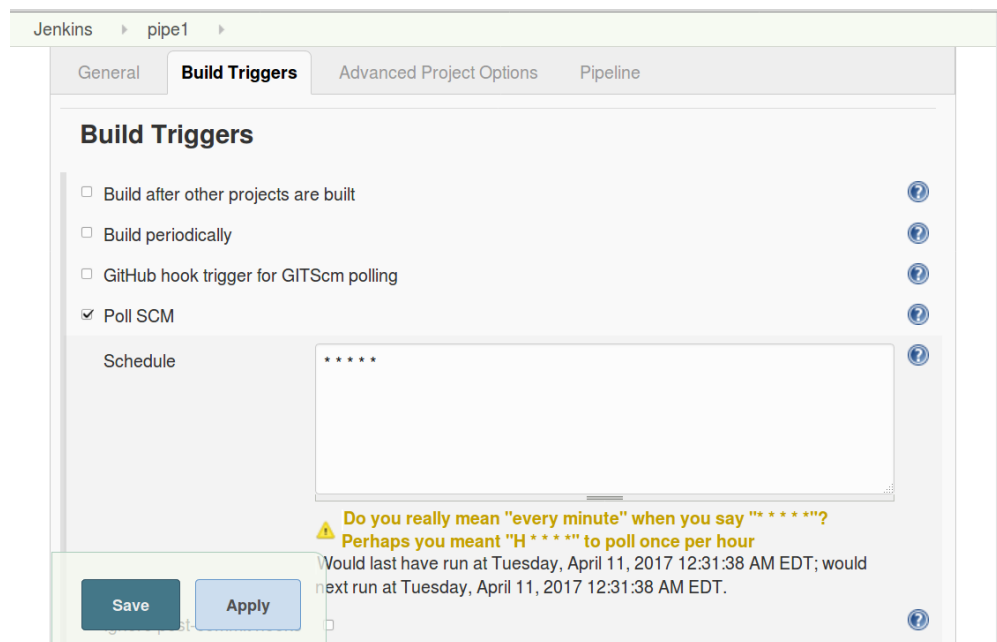 Jenkins pipe1
General Build Triggers Advanced Project Options Pipeline
Build Triggers
Build after other projects are built
Build periodically
GitHub hook trigger for GITScm polling
Poll SCM
Schedule
* * * * *
Do you really mean "every minute" when you say "* * * * *"?
Perhaps you meant "H * * * *" to poll once per hour
Would last have run at Tuesday, April 11, 2017 12:31:38 AM EDT; would
next run at Tuesday, April 11, 2017 12:31:38 AM EDT.
Save Apply